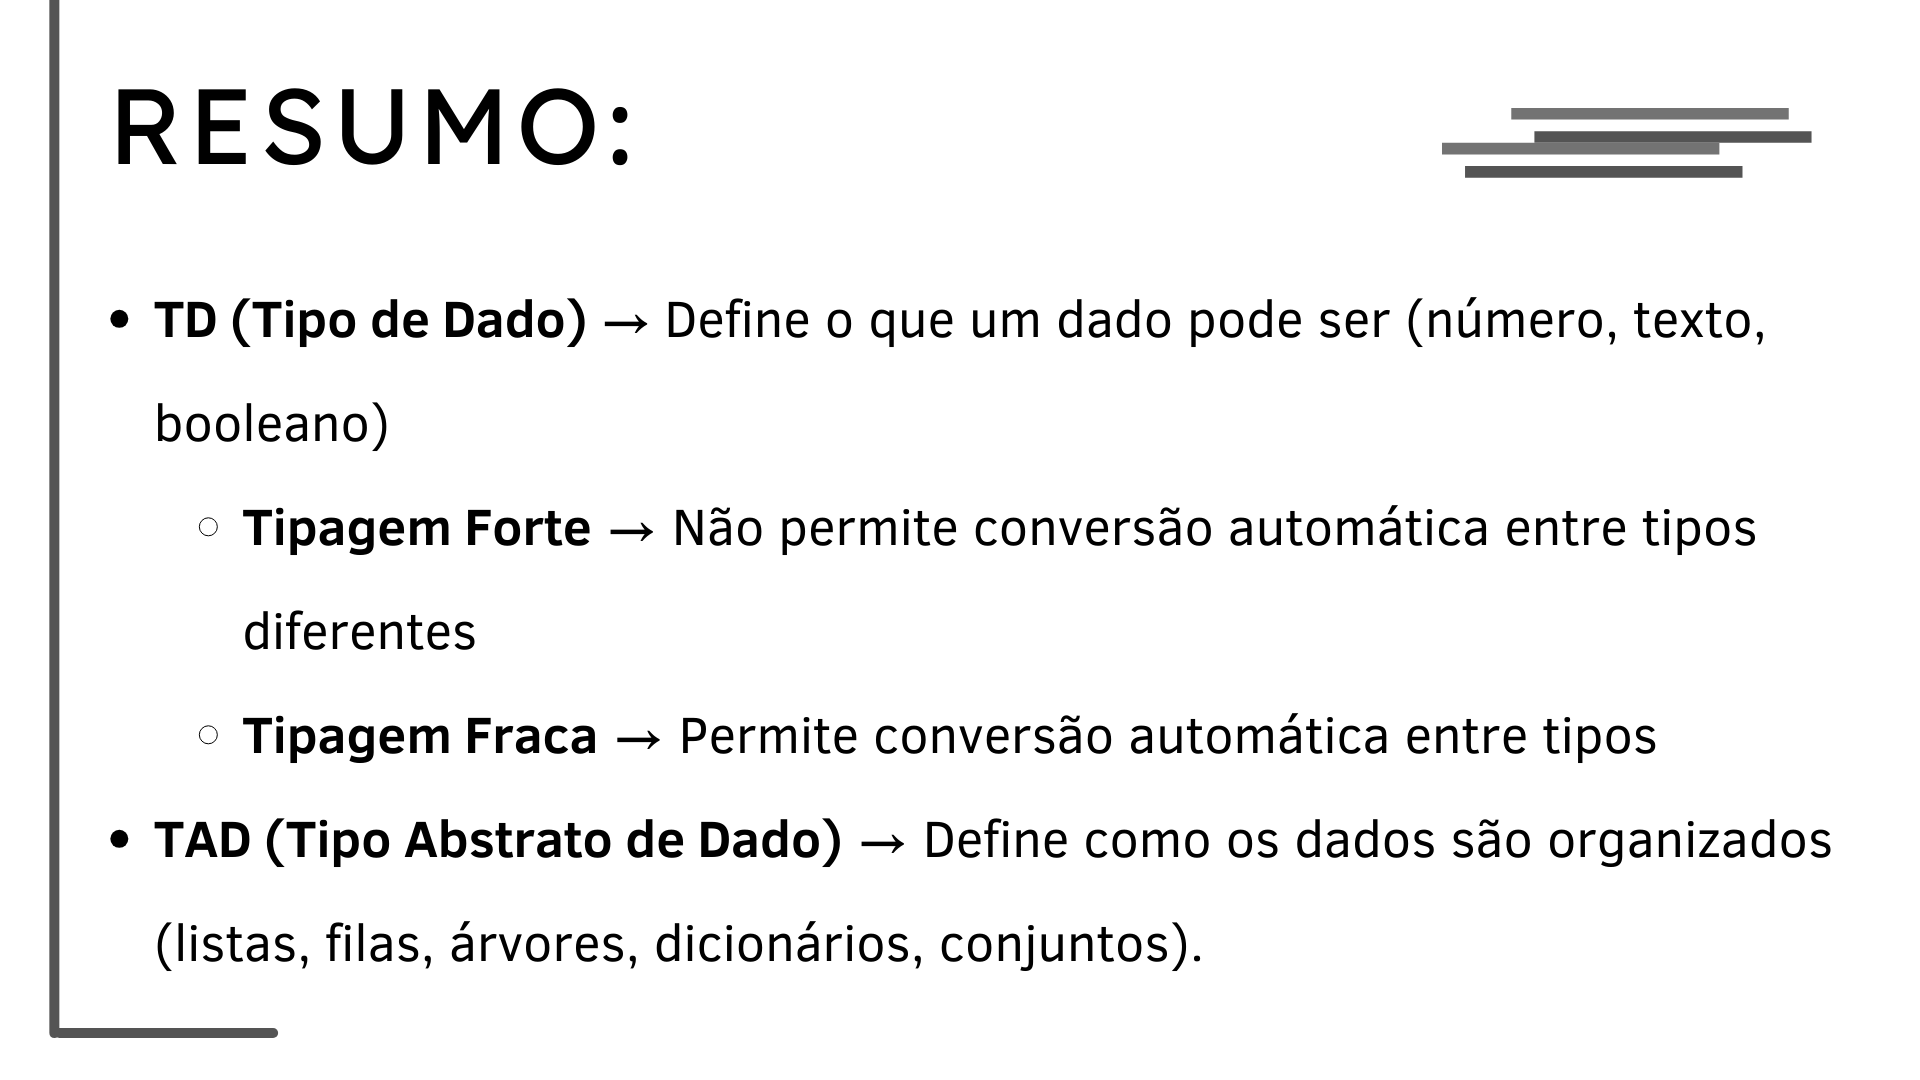 RESUMO:
• TD (Tipo de Dado) → Define o que um dado pode ser (número, texto,
booleano)
○ Tipagem Forte → Não permite conversão automática entre tipos
diferentes
○ Tipagem Fraca → Permite conversão automática entre tipos
• TAD (Tipo Abstrato de Dado) → Define como os dados são organizados
(listas, filas, árvores, dicionários, conjuntos).